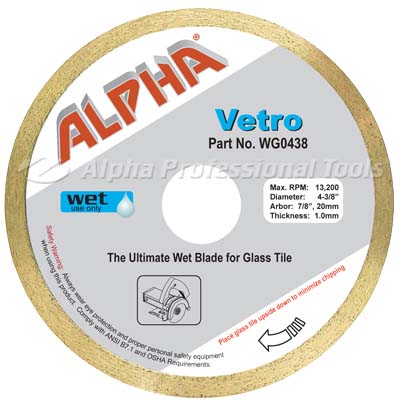 ALPHA®
Vetro
Part No. WG0438
Alpha Professional Tools
wet
use only
Max. RPM: 13,200
Diameter: 4-3/8"
Arbor: 7/8", 20mm
Thickness: 1.0mm
The Ultimate Wet Blade for Glass Tile
Safety Warning: Always wear eye protection and proper personal safety equipment
when using this product. Comply with ANSI B7.1 and OSHA Requirements.
Place glass tile upside down to minimize chipping